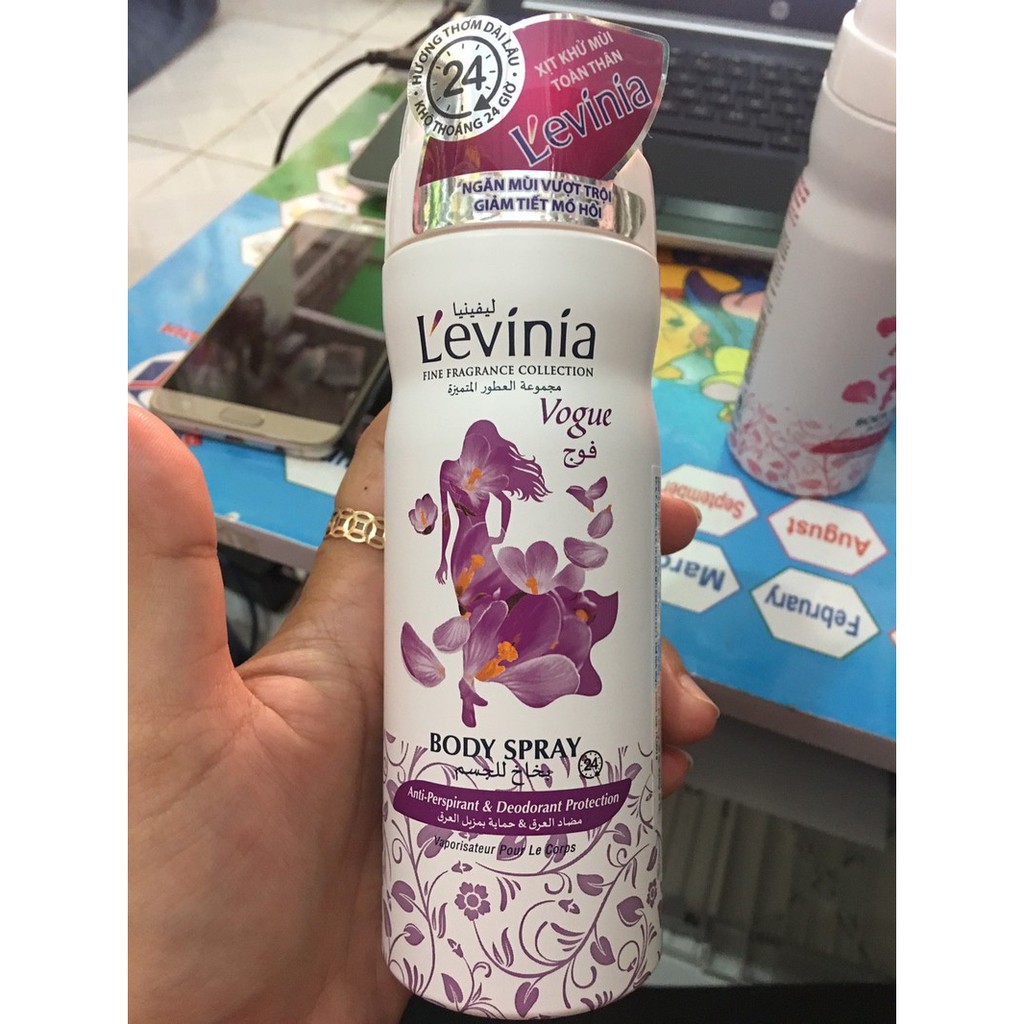 HƯƠNG THƠM DÀI LÂU
24
KHÔ THOÁNG 24 GIỜ
XỊT KHỬ MÙI
TOÀN THÂN
L'evinia
NGĂN MÙI VƯỢT TRỘI
GIẢM TIẾT MỒ HÔI
ليفينيا
L'evinia
FINE FRAGRANCE COLLECTION
مجموعة العطور المتميزة
Vogue
فوج
BODY SPRAY
بخاخ للجسم
24
Anti-Perspirant & Deodorant Protection
مضاد العرق & حماية بمزيل العرق
Vaporisateur Pour Le Corps
September
August
February